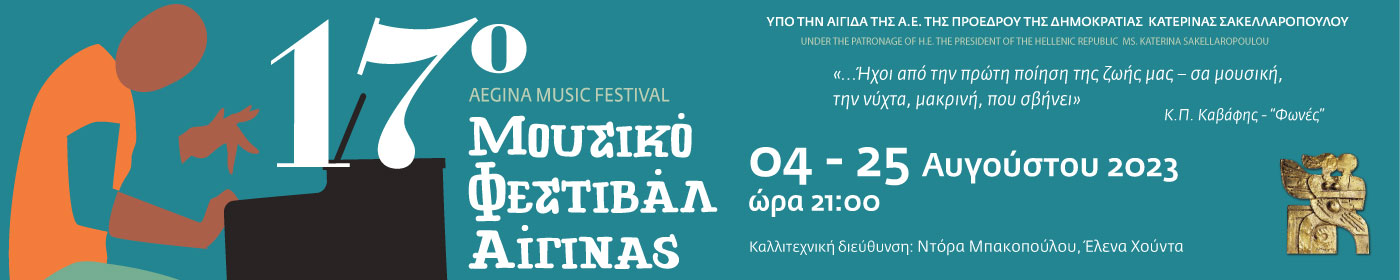 17ο
AEGINA MUSIC FESTIVAL
Μουσικό
Φεστιβάλ
Αίγινας
ΥΠΟ ΤΗΝ ΑΙΓΙΔΑ ΤΗΣ Α.Ε. ΤΗΣ ΠΡΟΕΔΡΟΥ ΤΗΣ ΔΗΜΟΚΡΑΤΙΑΣ ΚΑΤΕΡΙΝΑΣ ΣΑΚΕΛΛΑΡΟΠΟΥΛΟΥ
UNDER THE PATRONAGE OF H.E. THE PRESIDENT OF THE HELLENIC REPUBLIC MS. KATERINA SAKELLAROPOULOU
«...Ήχοι από την πρώτη ποίηση της ζωής μας – σα μουσική,
την νύχτα, μακρινή, που σβήνει»
Κ.Π. Καβάφης - “Φωνές”
04 - 25 Αυγούστου 2023
ώρα 21:00
Καλλιτεχνική διεύθυνση: Ντόρα Μπακοπούλου, Έλενα Χούντα